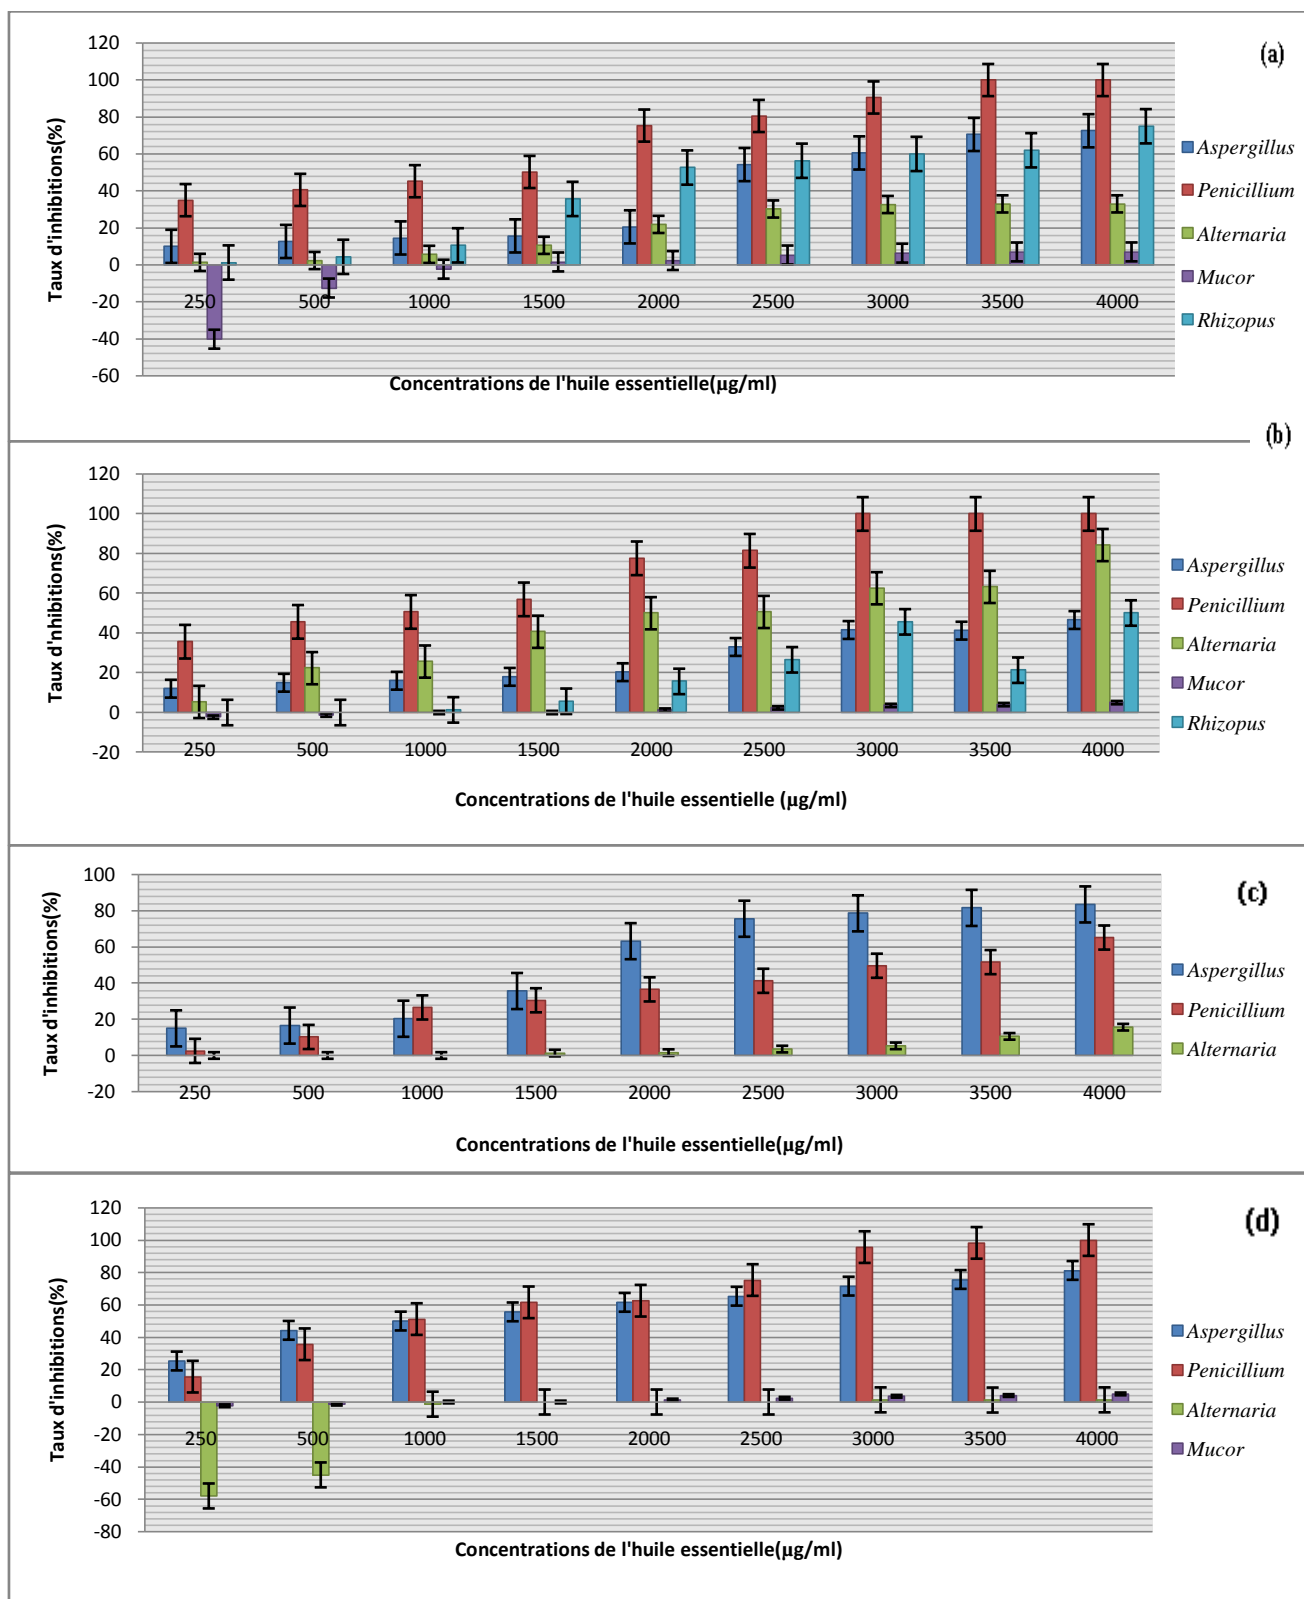 (a)
Taux d'inhibitions(%)
120
100
80
60
40
20
0
-20
-40
-60
250 500 1000 1500 2000 2500 3000 3500 4000
Concentrations de l'huile essentielle(µg/ml)
Aspergillus
Penicillium
Alternaria
Mucor
Rhizopus
(b)
Taux d'nhibitions(%)
120
100
80
60
40
20
0
-20
250 500 1000 1500 2000 2500 3000 3500 4000
Concentrations de l'huile essentielle (µg/ml)
Aspergillus
Penicillium
Alternaria
Mucor
Rhizopus
(c)
Taux d'inhibitions(%)
100
80
60
40
20
0
-20
250 500 1000 1500 2000 2500 3000 3500 4000
Concentrations de l'huile essentielle(µg/ml)
Aspergillus
Penicillium
Alternaria
(d)
Taux d'inhibitions(%)
120
100
80
60
40
20
0
-20
-40
-60
-80
250 500 1000 1500 2000 2500 3000 3500 4000
Concentrations de l'huile essentielle(µg/ml)
Aspergillus
Penicillium
Alternaria
Mucor